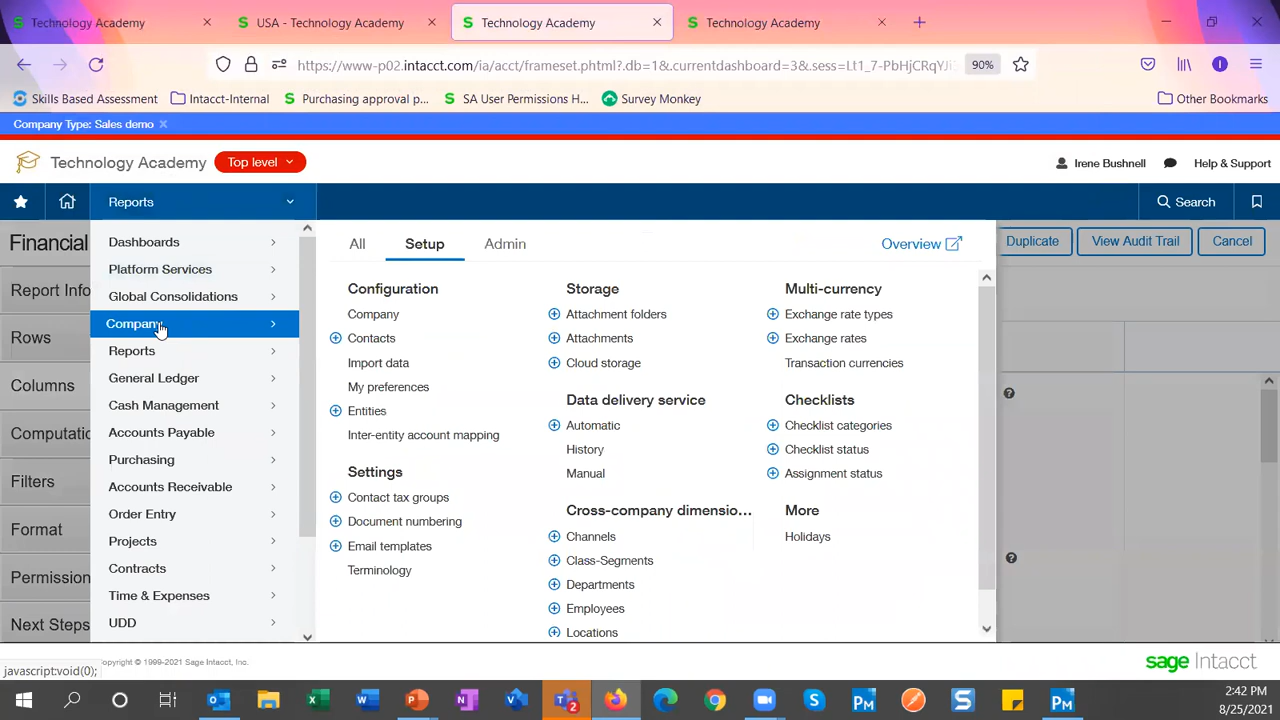 Technology Academy
USA - Technology Academy
Technology Academy
Technology Academy
https://www-p02.intacct.com/ia/acct/frameset.phtml?.db=1&.currentdashboard=3&.sess=Lt1_7-PbHjCRqYJi
90%
Skills Based Assessment
Intacct-Internal
Purchasing approval p...
SA User Permissions H...
Survey Monkey
Other Bookmarks
Company Type: Sales demo
Technology Academy
Top level
Irene Bushnell
Help & Support
Reports
Search
Financial
Duplicate
View Audit Trail
Cancel
Report Info
Rows
Columns
Computatio
Filters
Format
Permission
Next Steps
Dashboards
Platform Services
Global Consolidations
Company
Reports
General Ledger
Cash Management
Accounts Payable
Purchasing
Accounts Receivable
Order Entry
Projects
Contracts
Time & Expenses
UDD
All
Setup
Admin
Overview
Configuration
Company
Contacts
Import data
My preferences
Entities
Inter-entity account mapping
Settings
Contact tax groups
Document numbering
Email templates
Terminology
Storage
Attachment folders
Attachments
Cloud storage
Data delivery service
Automatic
History
Manual
Cross-company dimensio...
Channels
Class-Segments
Departments
Employees
Locations
Multi-currency
Exchange rate types
Exchange rates
Transaction currencies
Checklists
Checklist categories
Checklist status
Assignment status
More
Holidays
javascript:void(0);
opyright © 1999-2021 Sage Intacct, Inc.
sage Intacct
2:42 PM
8/25/2021